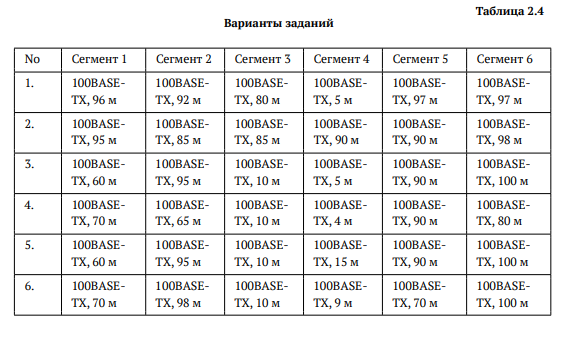 Таблица 2.4
Варианты заданий
No Сегмент 1 Сегмент 2 Сегмент 3 Сегмент 4 Сегмент 5 Сегмент 6
1. 100BASE- 100BASE- 100BASE- 100BASE- 100BASE- 100BASE-
TX, 96 м TX, 92 м TX, 80 м TX, 5 м TX, 97 м TX, 97 м
2. 100BASE- 100BASE- 100BASE- 100BASE- 100BASE- 100BASE-
TX, 95 м TX, 85 м TX, 85 м TX, 90 м TX, 90 м TX, 98 м
3. 100BASE- 100BASE- 100BASE- 100BASE- 100BASE- 100BASE-
TX, 60 м TX, 95 м TX, 10 м TX, 5 м TX, 90 м TX, 100 м
4. 100BASE- 100BASE- 100BASE- 100BASE- 100BASE- 100BASE-
TX, 70 м TX, 65 м TX, 10 м TX, 4 м TX, 90 м TX, 80 м
5. 100BASE- 100BASE- 100BASE- 100BASE- 100BASE- 100BASE-
TX, 60 м TX, 95 м TX, 10 м TX, 15 м TX, 90 м TX, 100 м
6. 100BASE- 100BASE- 100BASE- 100BASE- 100BASE- 100BASE-
TX, 70 м TX, 98 м TX, 10 м TX, 9 м TX, 70 м TX, 100 м